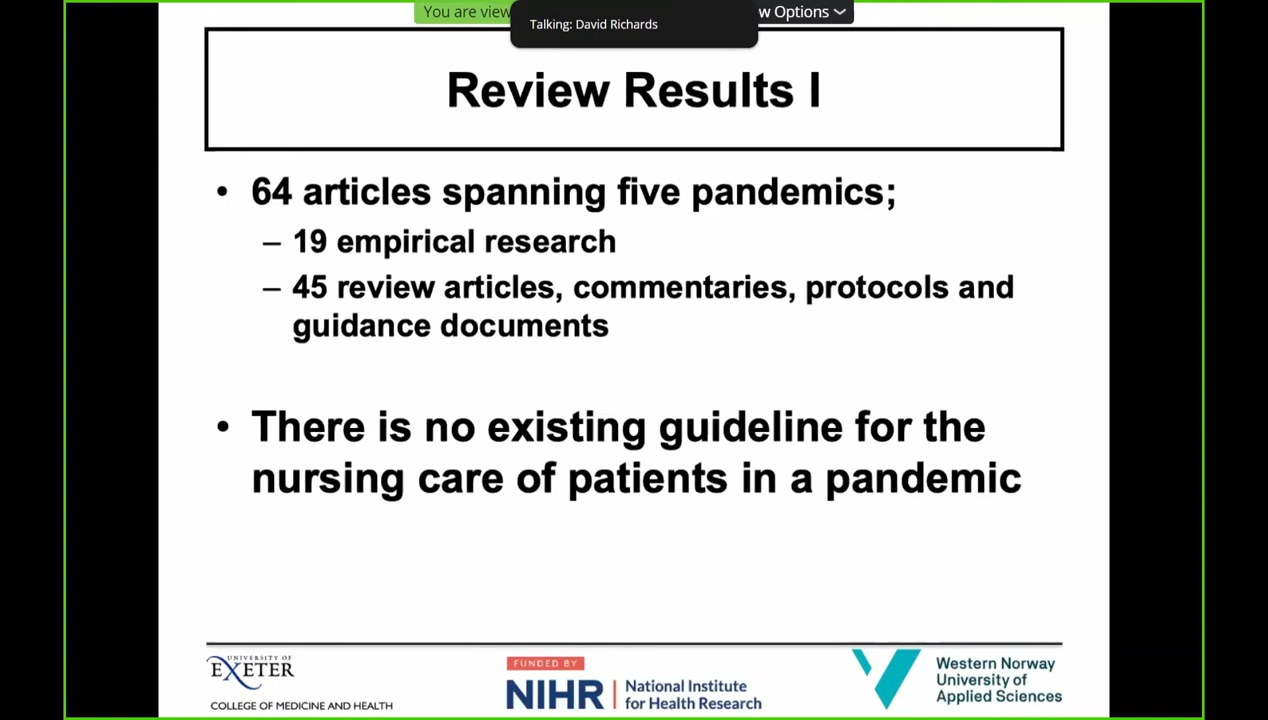 You are view
Talking: David Richards
w Options
Review Results I
• 64 articles spanning five pandemics;
– 19 empirical research
– 45 review articles, commentaries, protocols and
guidance documents
• There is no existing guideline for the
nursing care of patients in a pandemic
UNIVERSITY OF
EXETER
COLLEGE OF MEDICINE AND HEALTH
FUNDED BY
NIHR | National Institute
for Health Research
Western Norway
University of
Applied Sciences